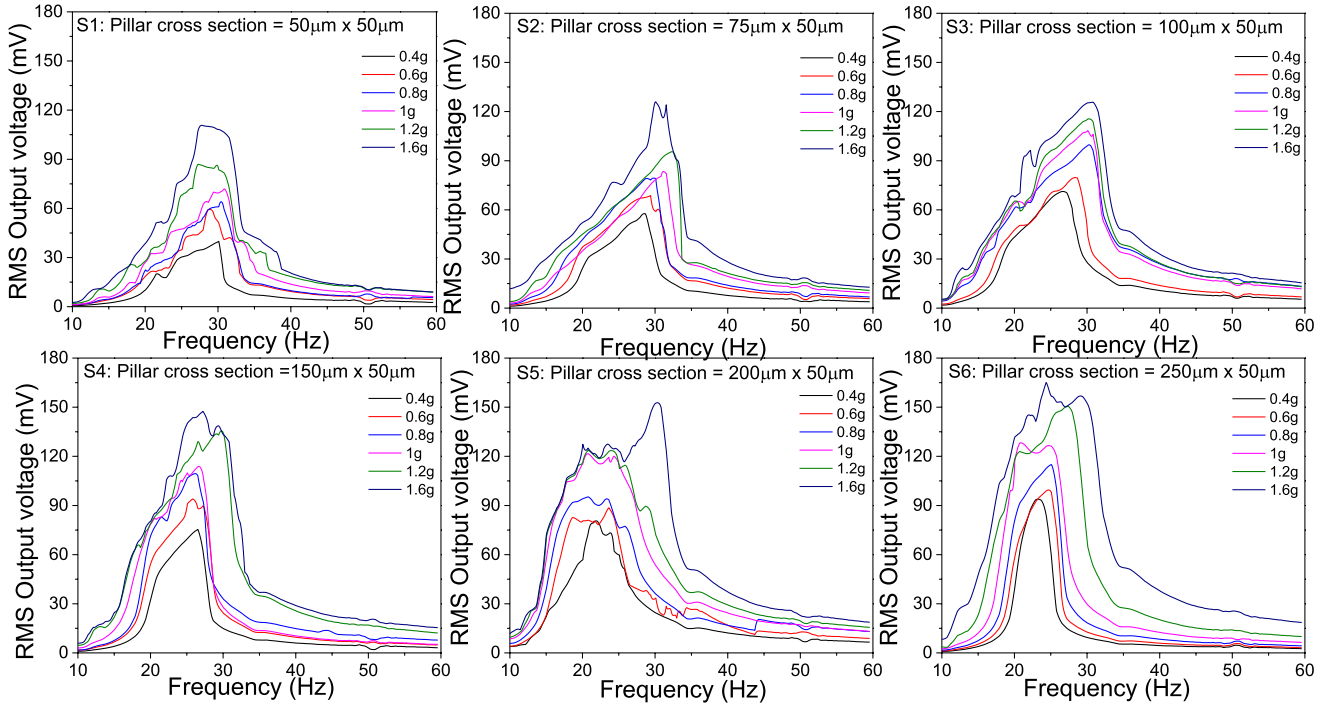 S1: Pillar cross section = 50μm x 50μm
RMS Output voltage (mV)
180
150
120
90
60
30
0
0.4g
0.6g
0.8g
1g
1.2g
1.6g
10 20 30 40 50 60
Frequency (Hz)
S2: Pillar cross section = 75μm x 50μm
RMS Output voltage (mV)
180
150
120
90
60
30
0
0.4g
0.6g
0.8g
1g
1.2g
1.6g
10 20 30 40 50 60
Frequency (Hz)
S3: Pillar cross section = 100μm x 50μm
RMS Output voltage (mV)
180
150
120
90
60
30
0
0.4g
0.6g
0.8g
1g
1.2g
1.6g
10 20 30 40 50 60
Frequency (Hz)
S4: Pillar cross section =150μm x 50μm
RMS Output voltage (mV)
180
150
120
90
60
30
0
0.4g
0.6g
0.8g
1g
1.2g
1.6g
10 20 30 40 50 60
Frequency (Hz)
S5: Pillar cross section = 200μm x 50μm
RMS Output voltage (mV)
180
150
120
90
60
30
0
0.4g
0.6g
0.8g
1g
1.2g
1.6g
10 20 30 40 50 60
Frequency (Hz)
S6: Pillar cross section = 250μm x 50μm
RMS Output voltage (mV)
180
150
120
90
60
30
0
0.4g
0.6g
0.8g
1g
1.2g
1.6g
10 20 30 40 50 60
Frequency (Hz)